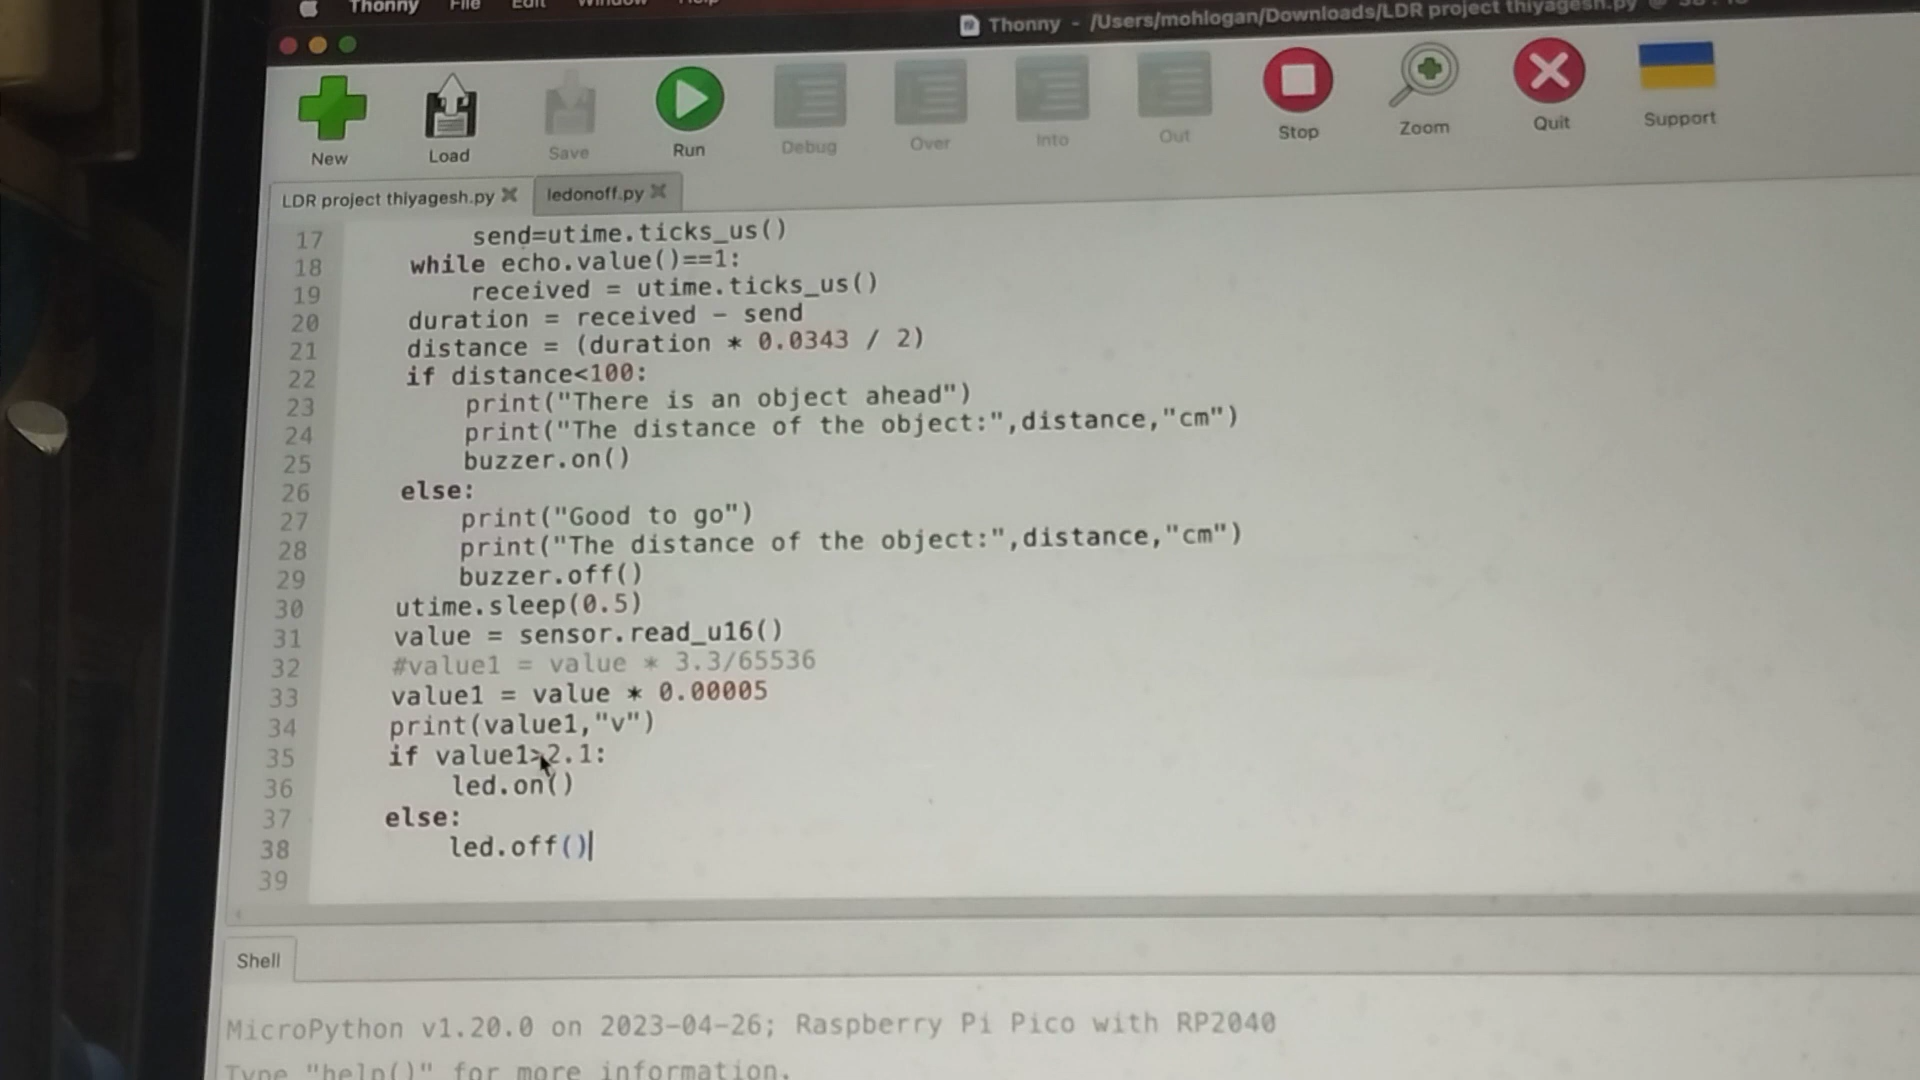 Thonny File Edit Window Help
Thonny - /Users/mohlogan/Downloads/LDR project thiyagesh.py @
New Load Save Run Debug Over Into Out Stop Zoom Quit Support
LDR project thiyagesh.py ledonoff.py
17 send=utime.ticks_us()
18 while echo.value()==1:
19 received = utime.ticks_us()
20 duration = received - send
21 distance = (duration * 0.0343 / 2)
22 if distance<100:
23 print("There is an object ahead")
24 print("The distance of the object:",distance,"cm")
25 buzzer.on()
26 else:
27 print("Good to go")
28 print("The distance of the object:",distance,"cm")
29 buzzer.off()
30 utime.sleep(0.5)
31 value = sensor.read_u16()
32 #value1 = value * 3.3/65536
33 value1 = value * 0.00005
34 print(value1,"v")
35 if value1>2.1:
36 led.on()
37 else:
38 led.off()
39
Shell
MicroPython v1.20.0 on 2023-04-26; Raspberry Pi Pico with RP2040
Type "help()" for more information.